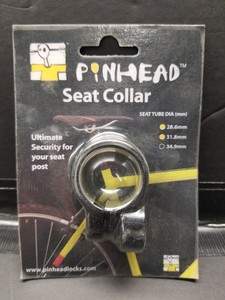 PINHEAD™
Seat Collar
SEAT TUBE DIA (mm)
28.6mm
31.8mm
34.9mm
Ultimate
Security for
your seat
post
www.pinheadlocks.com